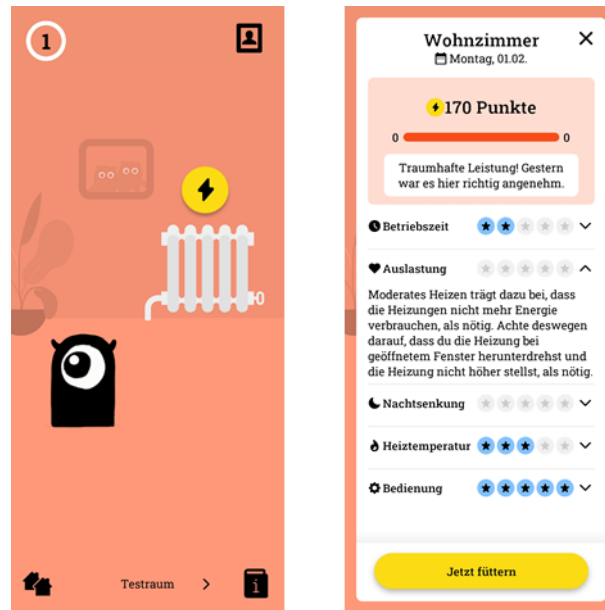 1
Testraum
i
Wohnzimmer
Montag, 01.02.
170 Punkte
0 0
Traumhafte Leistung! Gestern
war es hier richtig angenehm.
Betriebszeit
Auslastung
Moderates Heizen trägt dazu bei, dass
die Heizungen nicht mehr Energie
verbrauchen, als nötig. Achte deswegen
darauf, dass du die Heizung bei
geöffnetem Fenster herunterdrehst und
die Heizung nicht höher stellst, als nötig.
Nachtsenkung
Heiztemperatur
Bedienung
Jetzt füttern